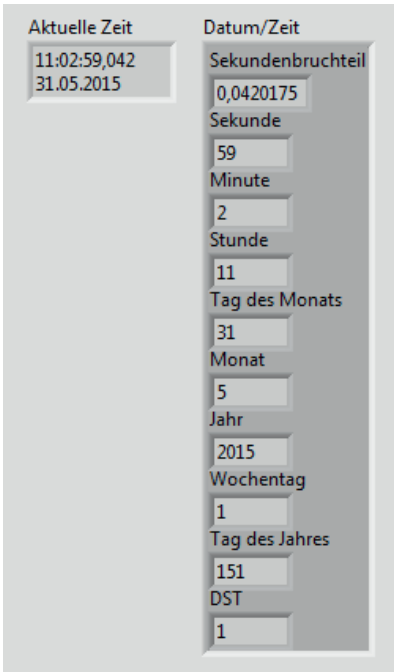 Aktuelle Zeit
11:02:59,042
31.05.2015
Datum/Zeit
Sekundenbruchteil
0,0420175
Sekunde
59
Minute
2
Stunde
11
Tag des Monats
31
Monat
5
Jahr
2015
Wochentag
1
Tag des Jahres
151
DST
1